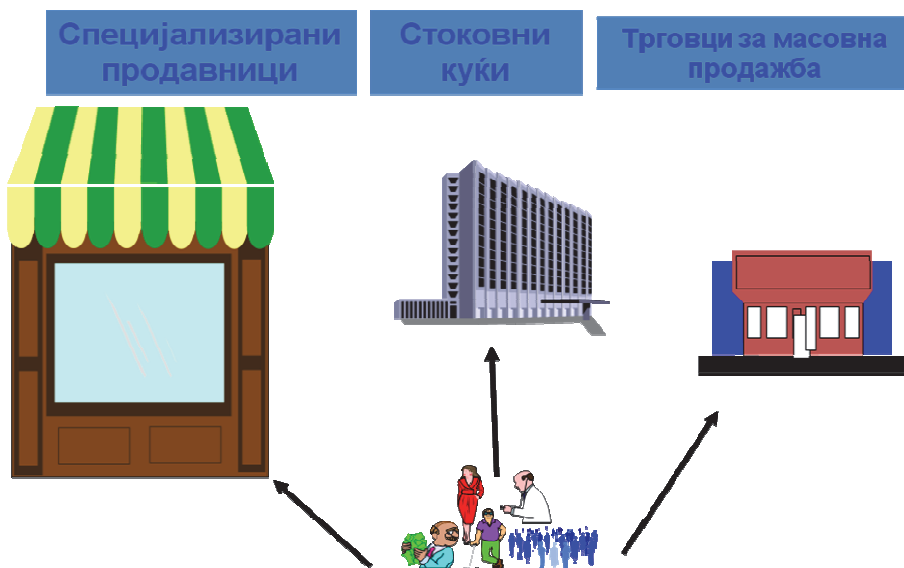 Специјализирани
продавници
Стоковни
куќи
Трговци за масовна
продажба